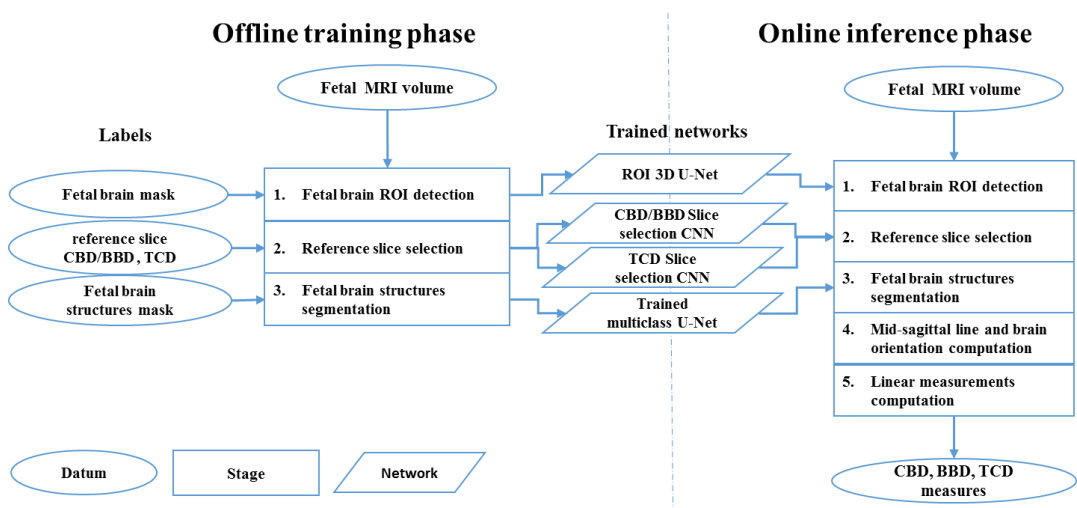 Offline training phase
Online inference phase
Fetal MRI volume
Fetal MRI volume
Labels
Trained networks
Fetal brain mask
1. Fetal brain ROI detection
ROI 3D U-Net
1. Fetal brain ROI detection
reference slice
CBD/BBD, TCD
2. Reference slice selection
CBD/BBD Slice
selection CNN
TCD Slice
selection CNN
2. Reference slice selection
Fetal brain
structures mask
3. Fetal brain structures
segmentation
Trained
multiclass U-Net
3. Fetal brain structures
segmentation
4. Mid-sagittal line and brain
orientation computation
5. Linear measurements
computation
Datum
Stage
Network
CBD, BBD, TCD
measures